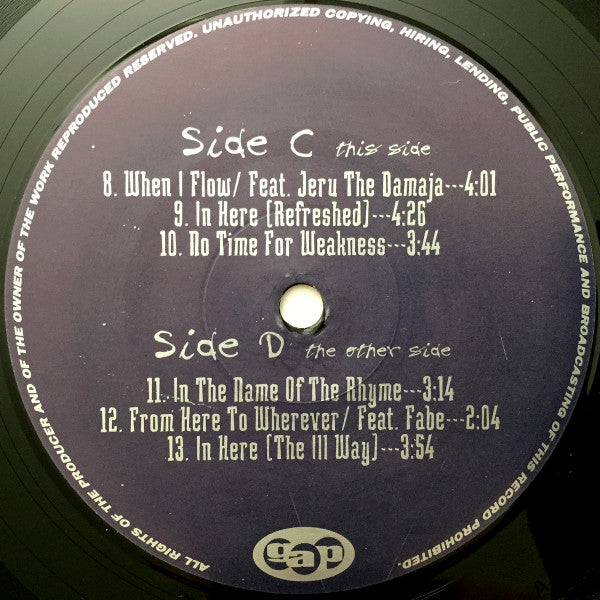 ALL RIGHTS OF THE PRODUCER AND OF THE OWNER OF THE WORK REPRODUCED RESERVED. UNAUTHORIZED COPYING, HIRING, LENDING, PUBLIC PERFORMANCE AND BROADCASTING OF THIS RECORD PROHIBITED.
Side C this side
8. When I Flow/ Feat. Jeru The Damaja---4:01
9. In Here (Refreshed)---4:26
10. No Time For Weakness---3:44
Side D the other side
11. In The Name Of The Rhyme---3:14
12. From Here To Wherever/ Feat. Fabe---2:04
13. In Here (The Ill Way)---3:54
gap